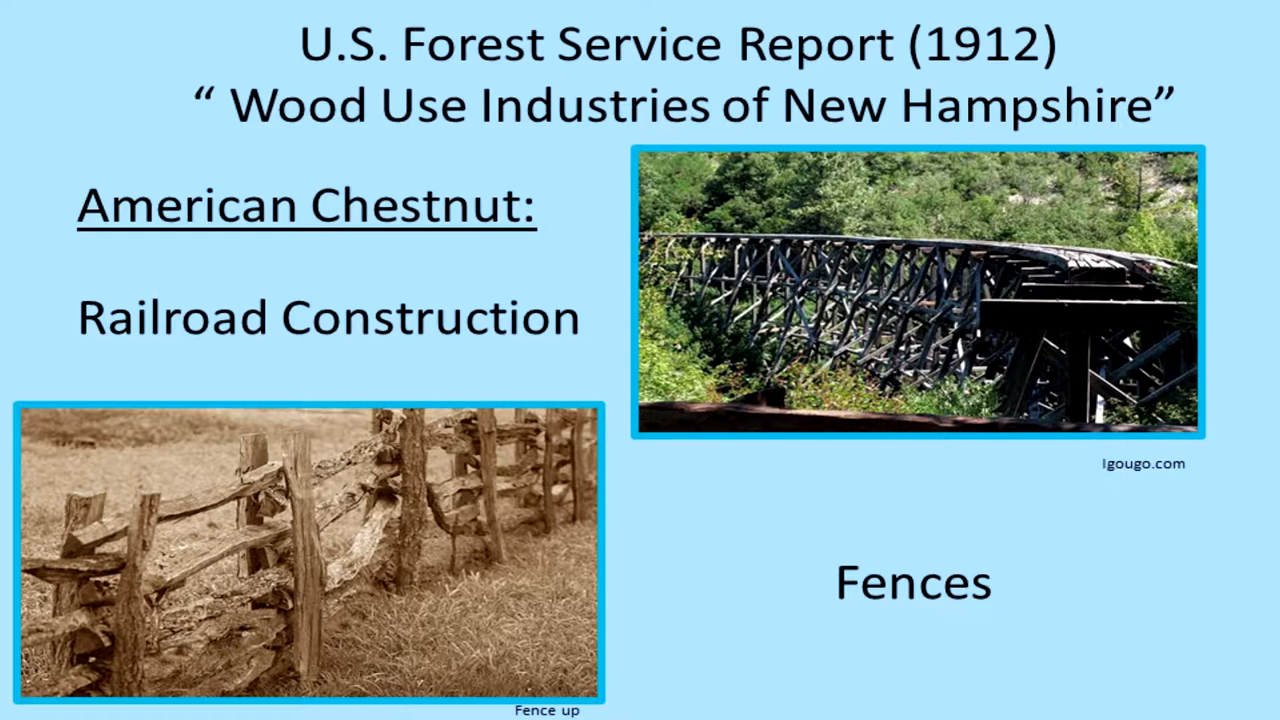 U.S. Forest Service Report (1912)
“ Wood Use Industries of New Hampshire”
American Chestnut:
Railroad Construction
Igougo.com
Fences
Fence up